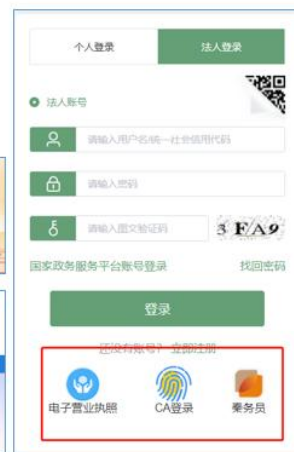 个人登录
法人登录
法人账号
请输入用户名/统一社会信用代码
请输入密码
请输入图文验证码
3 FA9
国家政务服务平台账号登录
找回密码
登录
还没有账号? 立即注册
电子营业执照
CA登录
秦务员